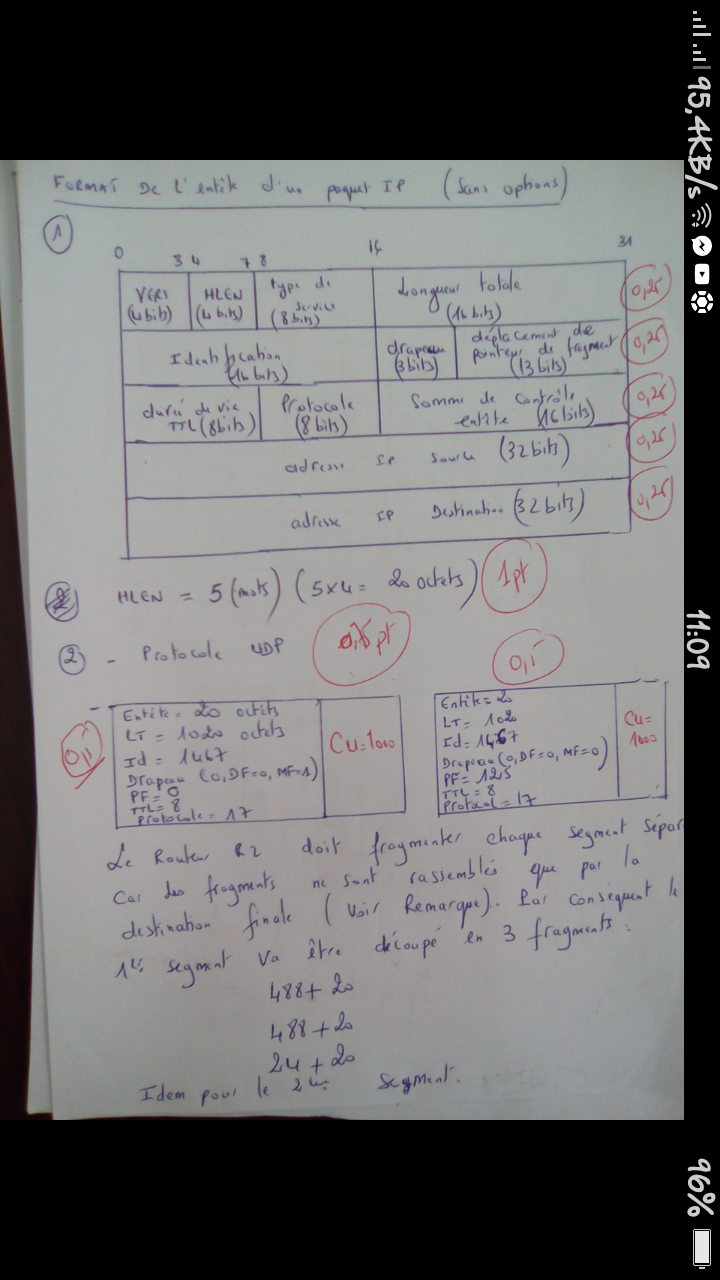 FORMAT De L'entête d'un paquet IP (Sans options)
1
0 3 4 7 8 16 31
VERS (4 bits) HLEN (4 bits) type de Service (8 bits) Longueur totale (16 bits) 0,25
Identification (16 bits) drapeau (3 bits) déplacement de pointeur de fragment (13 bits) 0,25
durée de vie TTL (8 bits) Protocole (8 bits) Somme de contrôle entête (16 bits) 0,25
adresse IP Source (32 bits) 0,25
adresse IP Destination (32 bits) 0,25
HLEN = 5 (mots) (5x4 = 20 octets) 1pt
2 - Protocole UDP pt
0,5
Entête = 20 octets
LT = 1020 octets
Id = 1467
Drapeau (0, DF=0, MF=1)
PF = 0
TTL = 8
Protocole = 17
CU=1000
0,5
Entête = 20
LT = 1020
Id = 1467
Drapeau (0, DF=0, MF=0)
PF = 125
TTL = 8
Protocol = 17
CU= 1000
Le Routeur R2 doit fragmenter chaque segment sépar
Car les fragments ne sont rassemblés que par la
destination finale (Voir Remarque). Par conséquent le
1er segment va être découpé en 3 fragments :
488 + 20
488 + 20
24 + 20
Idem pour le 2ème segment.
95,4KB/s
11:09
96%